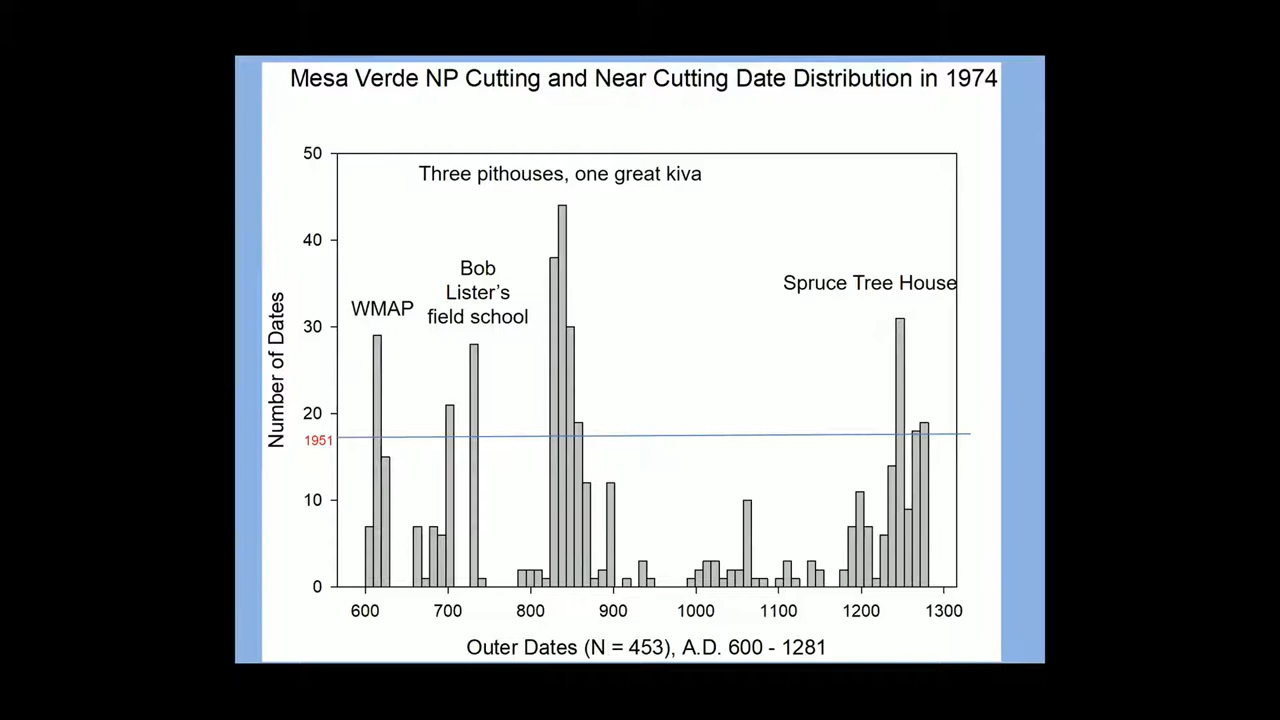 Mesa Verde NP Cutting and Near Cutting Date Distribution in 1974
50
Three pithouses, one great kiva
40
Bob
Lister's
field school
Spruce Tree House
WMAP
30
Number of Dates
20
1951
10
0
600 700 800 900 1000 1100 1200 1300
Outer Dates (N = 453), A.D. 600 - 1281